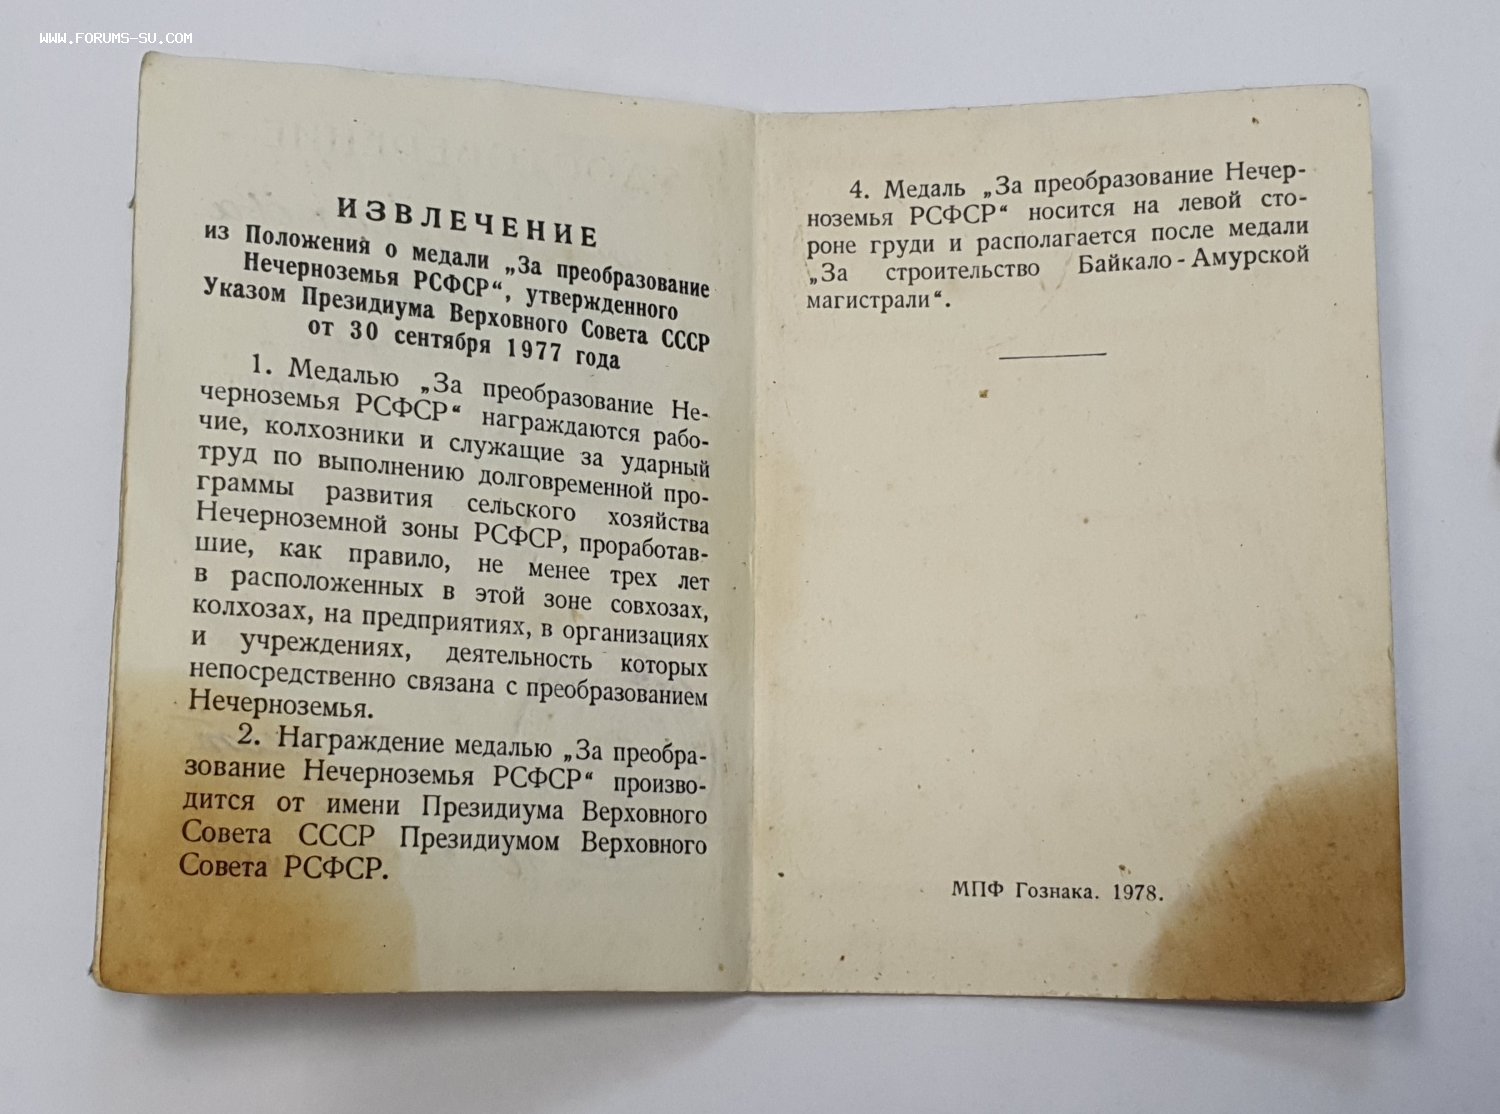 WWW.FORUMS-SU.COM
ИЗВЛЕЧЕНИЕ
из Положения о медали „За преобразование
Нечерноземья РСФСР“, утвержденного
Указом Президиума Верховного Совета СССР
от 30 сентября 1977 года
1. Медалью „За преобразование Не-
черноземья РСФСР“ награждаются рабо-
чие, колхозники и служащие за ударный
труд по выполнению долговременной про-
граммы развития сельского хозяйства
Нечерноземной зоны РСФСР, проработав-
шие, как правило, не менее трех лет
в расположенных в этой зоне совхозах,
колхозах, на предприятиях, в организациях
и учреждениях, деятельность которых
непосредственно связана с преобразованием
Нечерноземья.
2. Награждение медалью „За преобра-
зование Нечерноземья РСФСР“ произво-
дится от имени Президиума Верховного
Совета СССР Президиумом Верховного
Совета РСФСР.
4. Медаль „За преобразование Нечер-
ноземья РСФСР“ носится на левой сто-
роне груди и располагается после медали
„За строительство Байкало-Амурской
магистрали“.
МПФ Гознака. 1978.